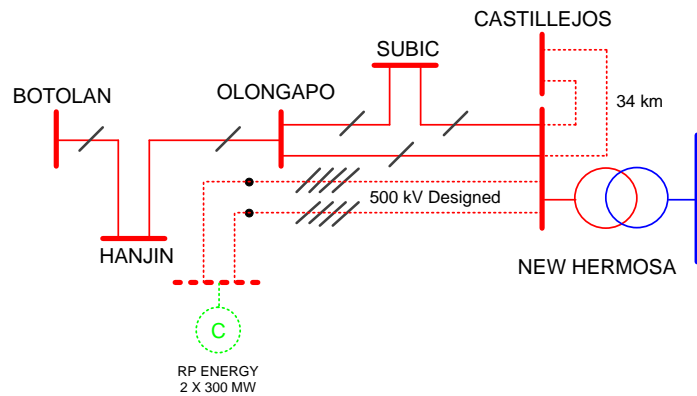 CASTILLEJOS
SUBIC
BOTOLAN
OLONGAPO
34 km
500 kV Designed
HANJIN
NEW HERMOSA
C
RP ENERGY
2 X 300 MW